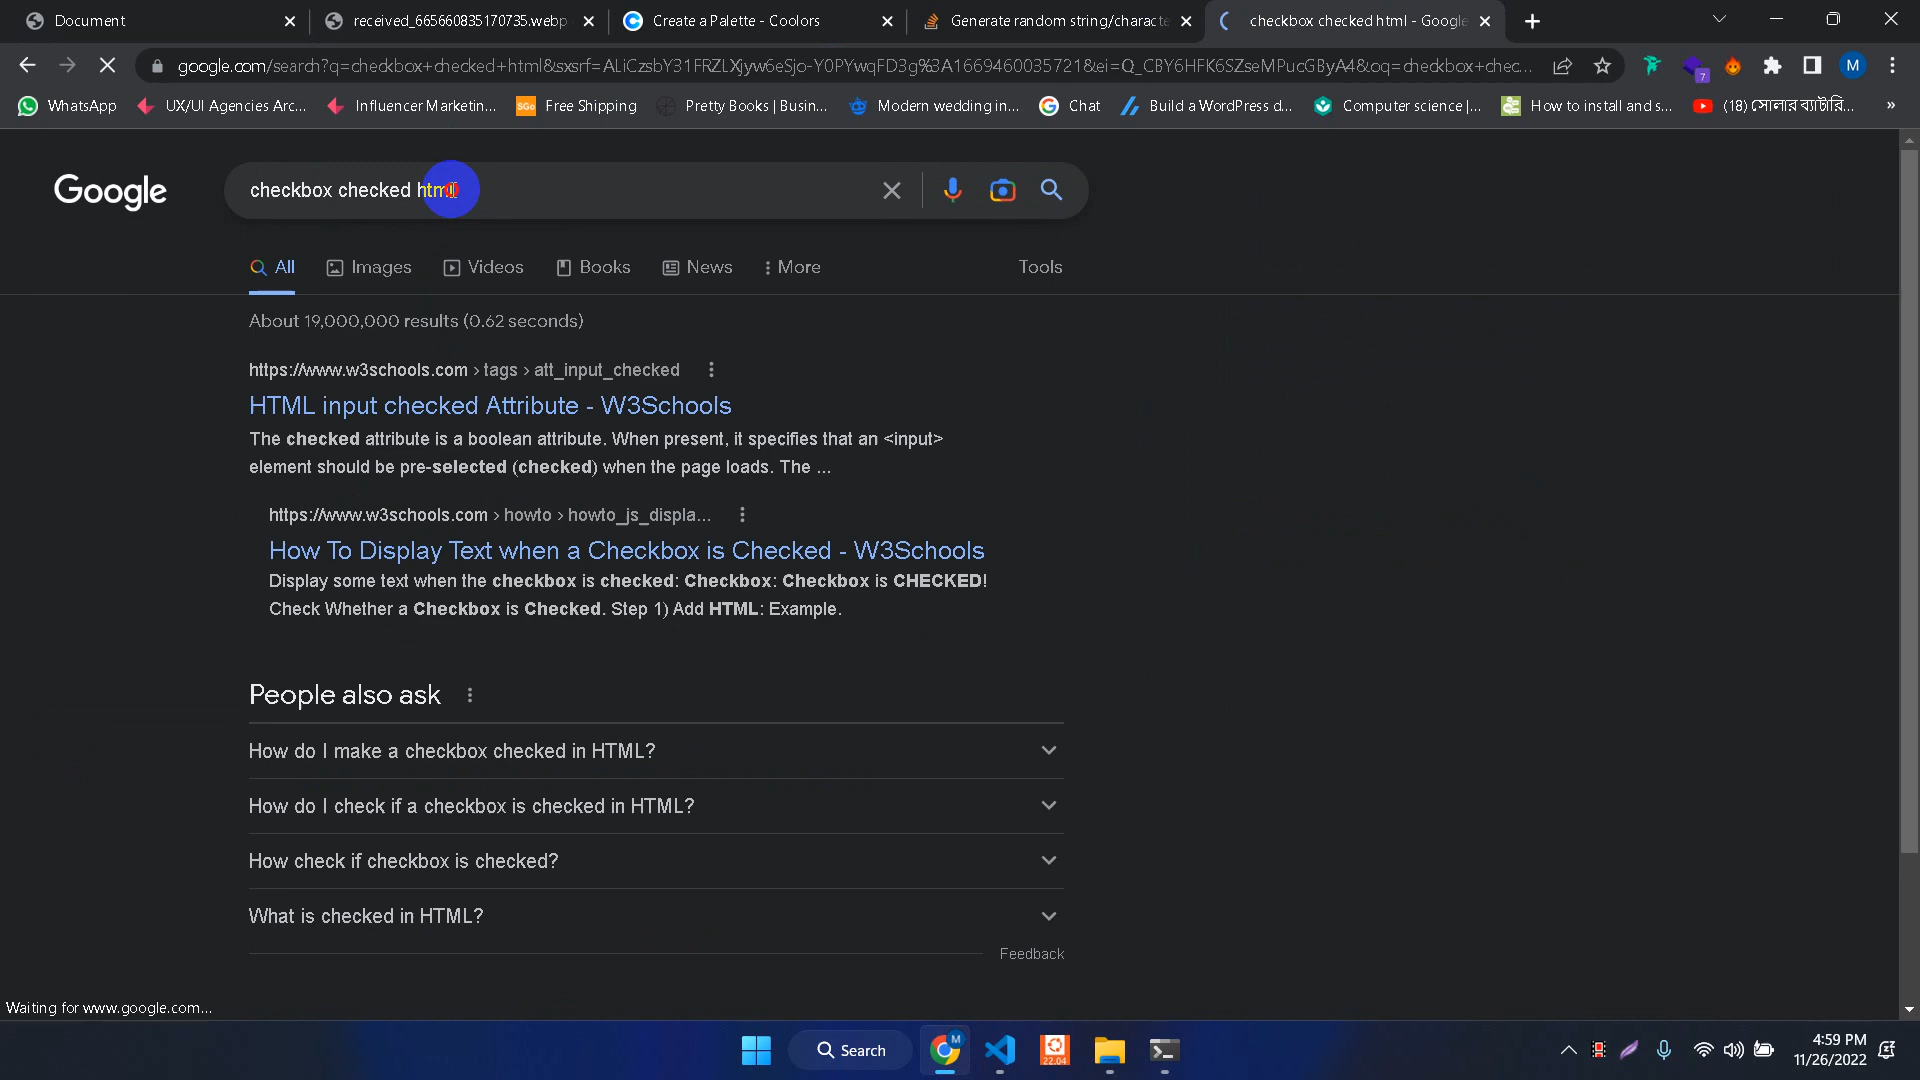 Document
received_665660835170735.webp
Create a Palette - Coolors
Generate random string/characte
checkbox checked html - Google
google.com/search?q=checkbox+checked+html&sxsrf=ALiCzsbY31FRZLXjyw6eSjo-Y0PYwqFD3g%3A1669460035721&ei=Q_CBY6HFK6SZseMPucGByA4&oq=checkbox+chec...
7
M
WhatsApp
UX/UI Agencies Arc...
Influencer Marketin...
SGo
Free Shipping
Pretty Books | Busin...
Modern wedding in...
Chat
Build a WordPress d...
Computer science |...
How to install and s...
(18) সোলার ব্যাটারি...
»
Google
checkbox checked html
All
Images
Videos
Books
News
More
Tools
About 19,000,000 results (0.62 seconds)
https://www.w3schools.com › tags › att_input_checked
HTML input checked Attribute - W3Schools
The checked attribute is a boolean attribute. When present, it specifies that an <input>
element should be pre-selected (checked) when the page loads. The ...
https://www.w3schools.com › howto › howto_js_displa...
How To Display Text when a Checkbox is Checked - W3Schools
Display some text when the checkbox is checked: Checkbox: Checkbox is CHECKED!
Check Whether a Checkbox is Checked. Step 1) Add HTML: Example.
People also ask
How do I make a checkbox checked in HTML?
How do I check if a checkbox is checked in HTML?
How check if checkbox is checked?
What is checked in HTML?
Feedback
Waiting for www.google.com...
Search
M
22.04
4:59 PM
11/26/2022